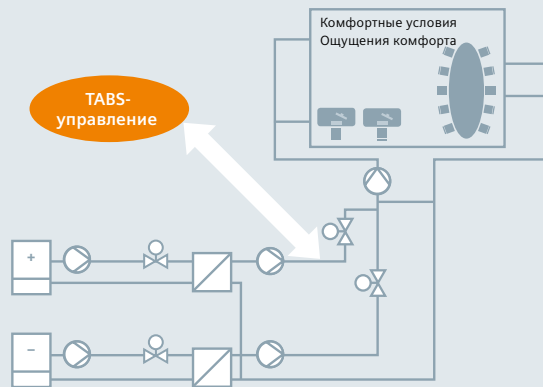 Комфортные условия
Ощущения комфорта
TABS-
управление
+
–